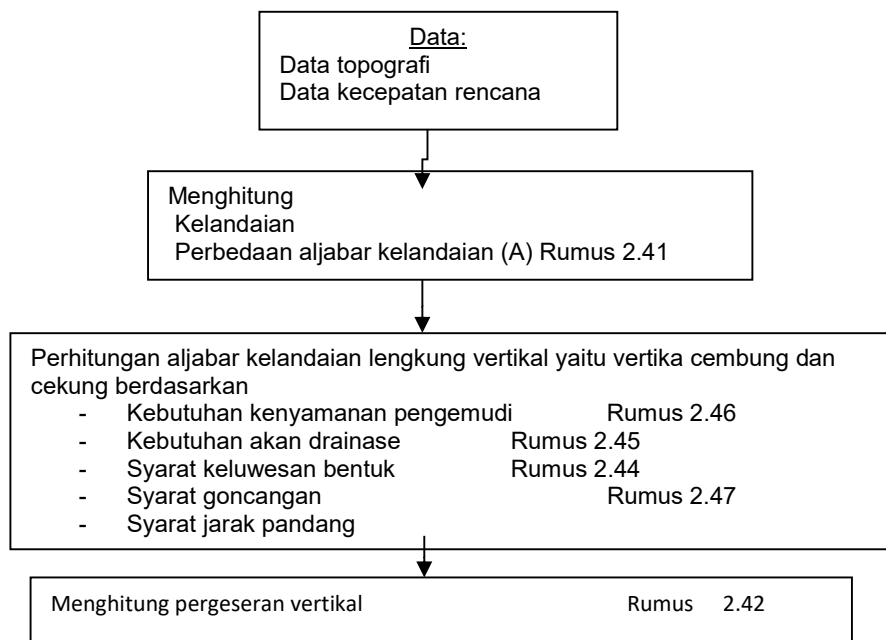 Data:
Data topografi
Data kecepatan rencana
Menghitung
Kelandaian
Perbedaan aljabar kelandaian (A) Rumus 2.41
Perhitungan aljabar kelandaian lengkung vertikal yaitu vertika cembung dan
cekung berdasarkan
- Kebutuhan kenyamanan pengemudi Rumus 2.46
- Kebutuhan akan drainase Rumus 2.45
- Syarat keluwesan bentuk Rumus 2.44
- Syarat goncangan Rumus 2.47
- Syarat jarak pandang
Menghitung pergeseran vertikal Rumus 2.42